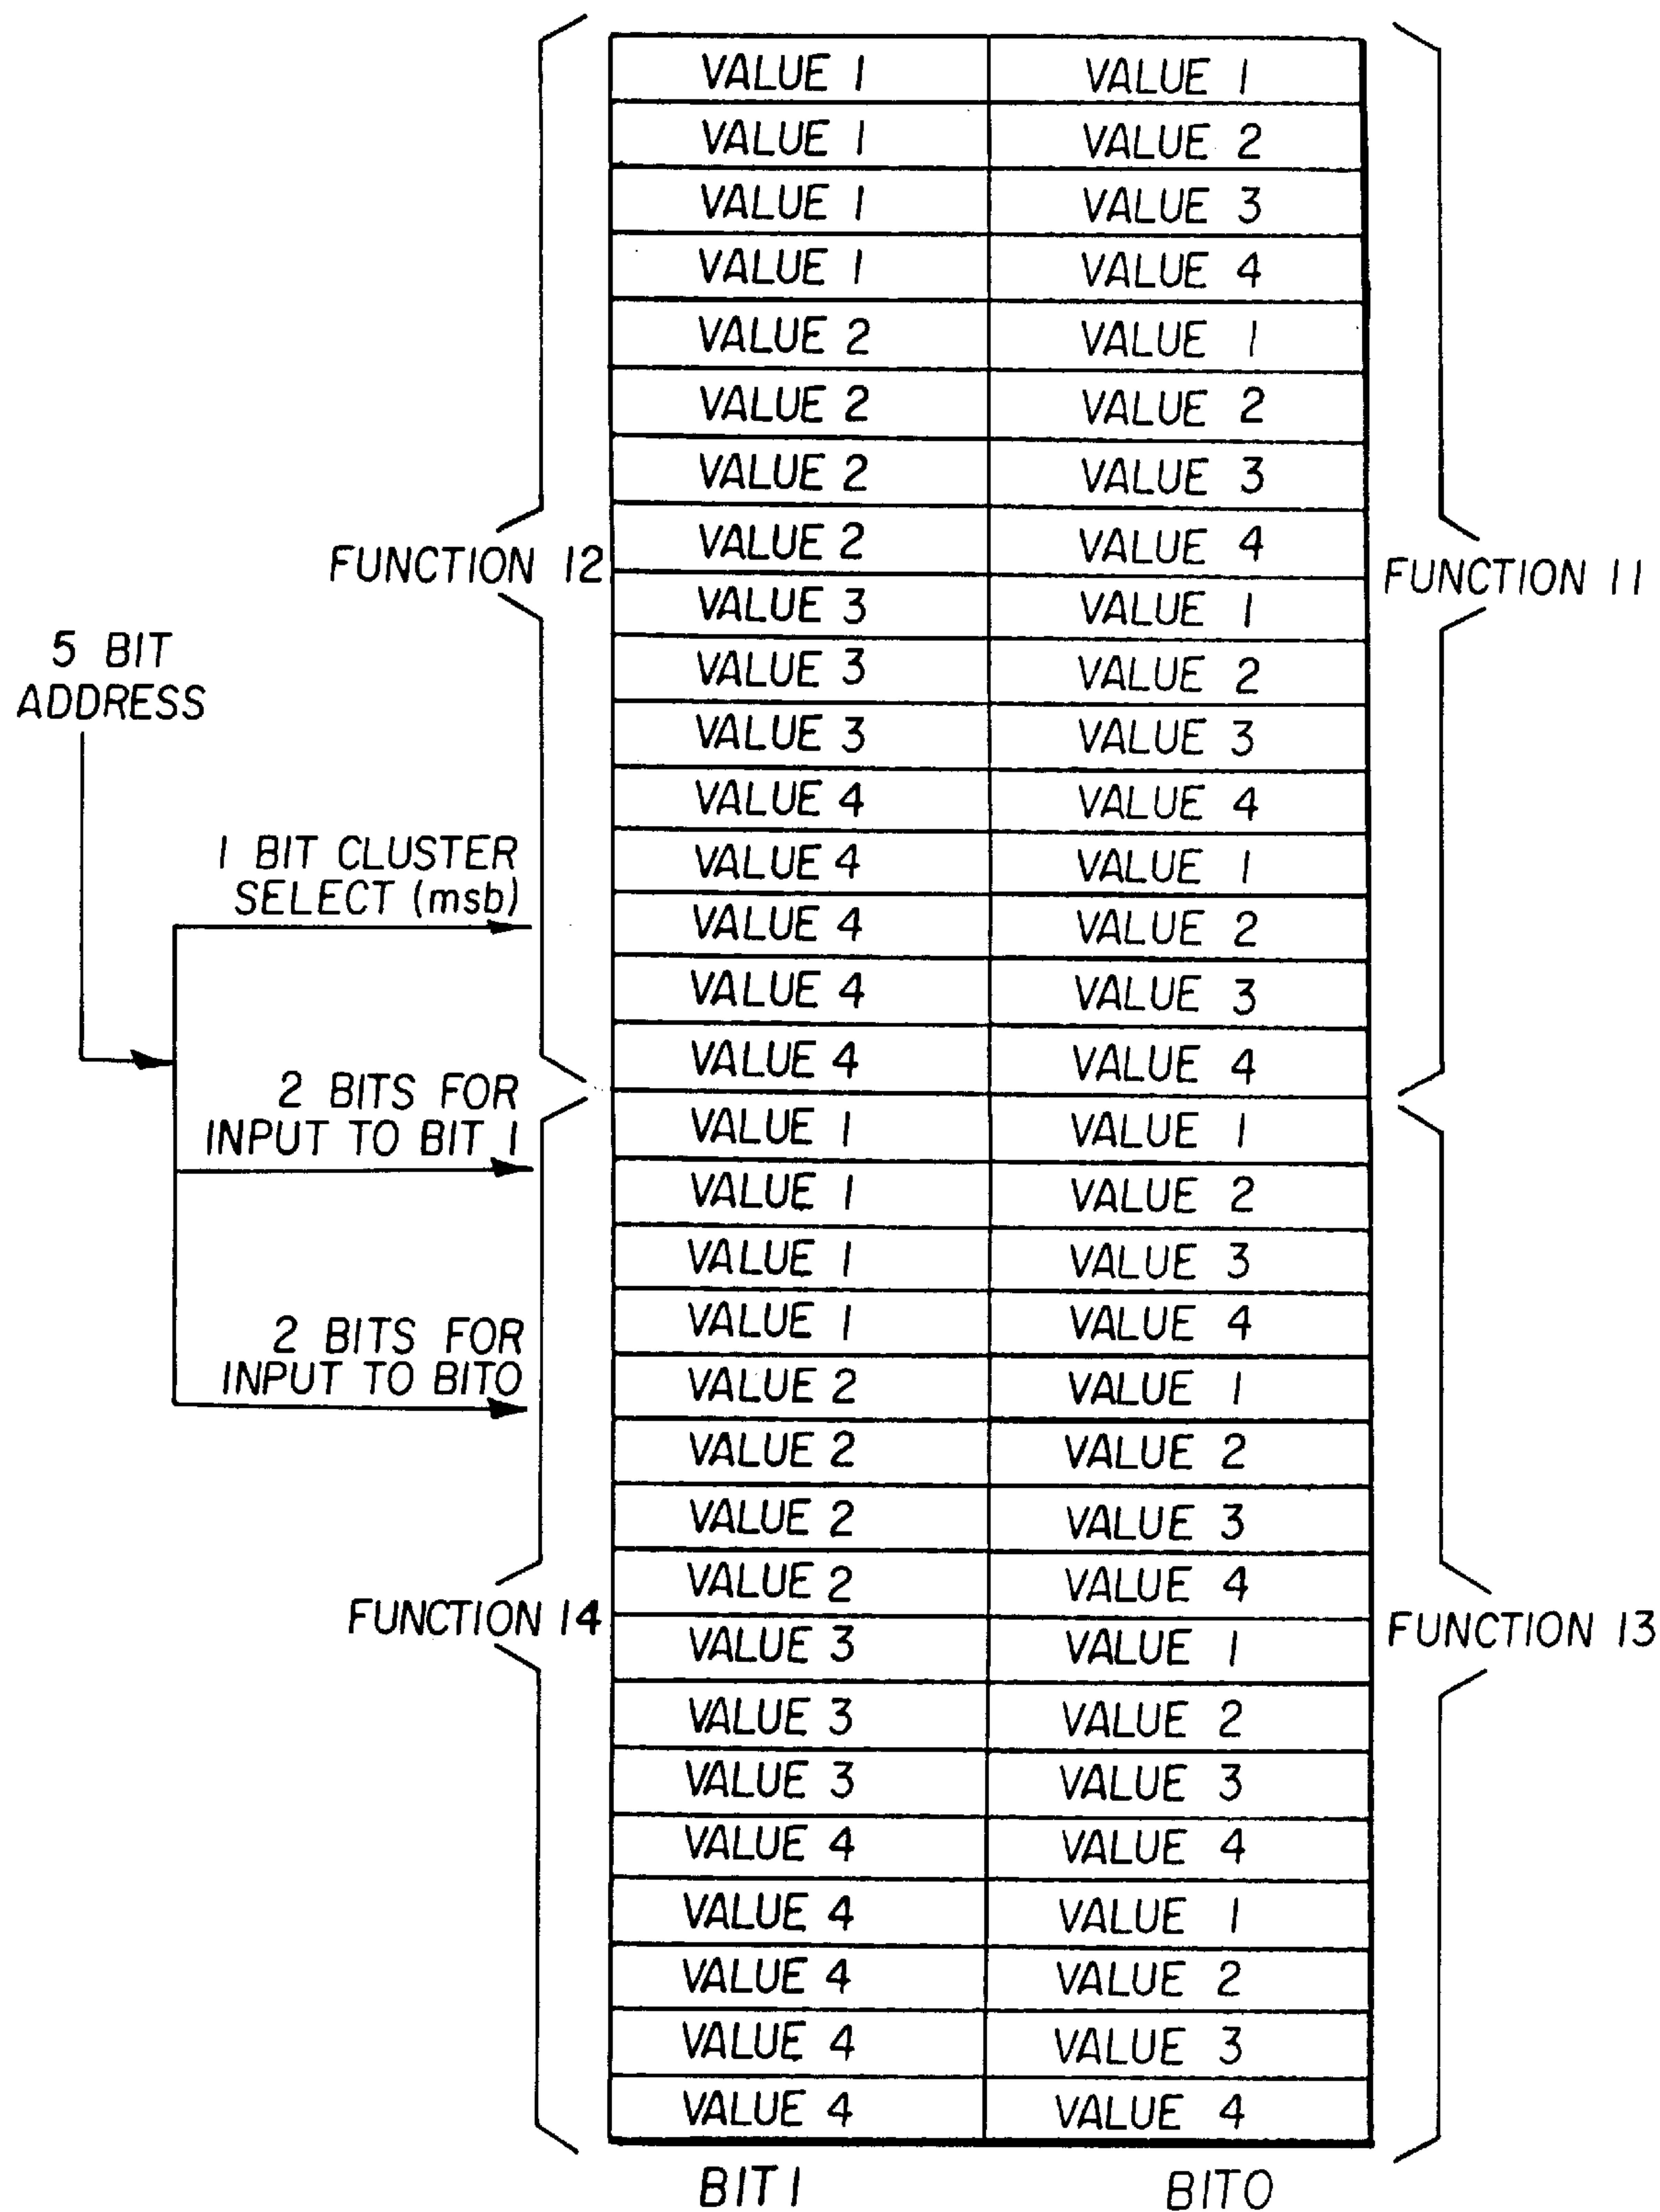 VALUE 1 VALUE 1
VALUE 1 VALUE 2
VALUE 1 VALUE 3
VALUE 1 VALUE 4
VALUE 2 VALUE 1
VALUE 2 VALUE 2
VALUE 2 VALUE 3
VALUE 2 VALUE 4
FUNCTION 12
FUNCTION 11
VALUE 3 VALUE 1
VALUE 3 VALUE 2
VALUE 3 VALUE 3
VALUE 4 VALUE 4
VALUE 4 VALUE 1
VALUE 4 VALUE 2
VALUE 4 VALUE 3
VALUE 4 VALUE 4
5 BIT
ADDRESS
1 BIT CLUSTER
SELECT (msb)
2 BITS FOR
INPUT TO BIT 1
2 BITS FOR
INPUT TO BIT0
VALUE 1 VALUE 1
VALUE 1 VALUE 2
VALUE 1 VALUE 3
VALUE 1 VALUE 4
VALUE 2 VALUE 1
VALUE 2 VALUE 2
VALUE 2 VALUE 3
VALUE 2 VALUE 4
FUNCTION 14
FUNCTION 13
VALUE 3 VALUE 1
VALUE 3 VALUE 2
VALUE 3 VALUE 3
VALUE 4 VALUE 4
VALUE 4 VALUE 1
VALUE 4 VALUE 2
VALUE 4 VALUE 3
VALUE 4 VALUE 4
BIT1 BIT0